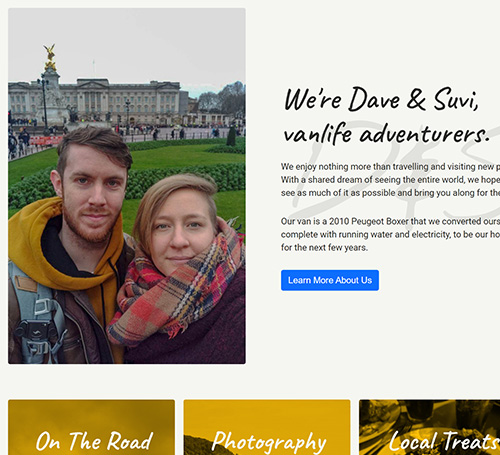 We're Dave & Suvi,
vanlife adventurers.
We enjoy nothing more than travelling and visiting new p
With a shared dream of seeing the entire world, we hope
see as much of it as possible and bring you along for the
Our van is a 2010 Peugeot Boxer that we converted ours
complete with running water and electricity, to be our ho
for the next few years.
Learn More About Us
On The Road
Photography
Local Treats